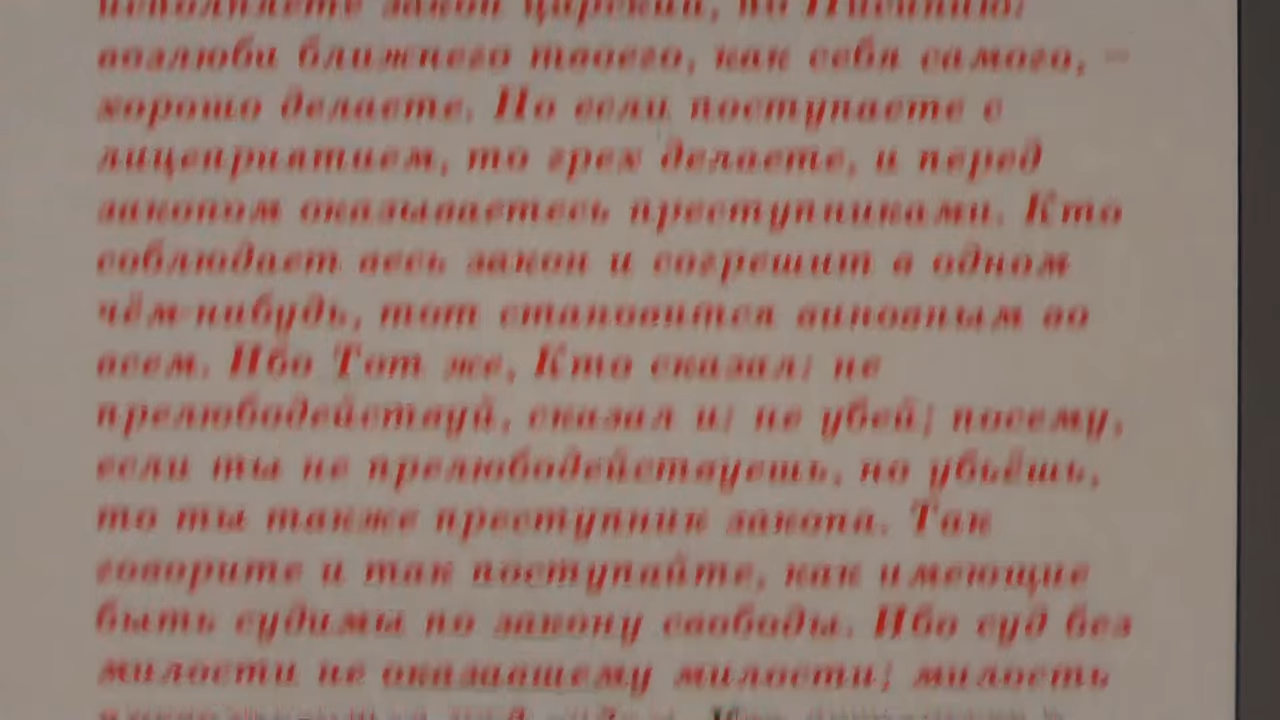 исполняете закон царский, по Писанию:
возлюби ближнего твоего, как себя самого, –
хорошо делаете. Но если поступаете с
лицеприятием, то грех делаете, и перед
законом оказываетесь преступниками. Кто
соблюдает весь закон и согрешит в одном
чём-нибудь, тот становится виновным во
всем. Ибо Тот же, Кто сказал: не
прелюбодействуй, сказал и: не убей; посему,
если ты не прелюбодействуешь, но убьёшь,
то ты также преступник закона. Так
говорите и так поступайте, как имеющие
быть судимы по закону свободы. Ибо суд без
милости не оказавшему милости; милость